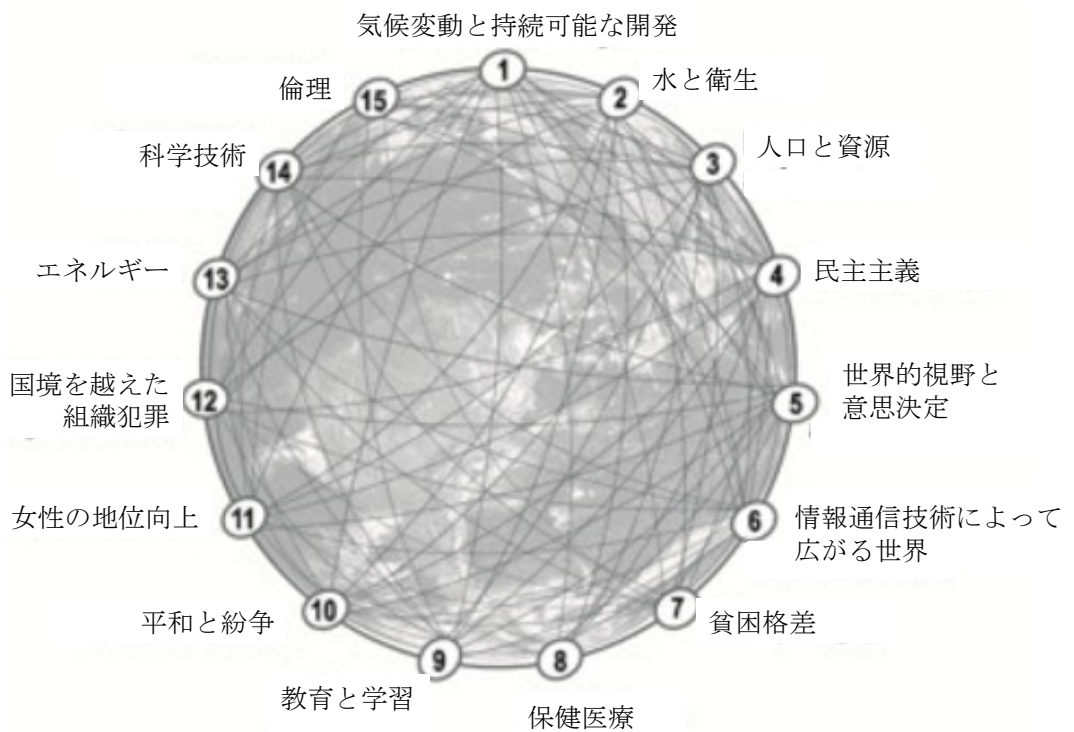 気候変動と持続可能な開発
1
水と衛生
2
人口と資源
3
民主主義
4
世界的視野と
意思決定
5
情報通信技術によって
広がる世界
6
貧困格差
7
保健医療
8
教育と学習
9
平和と紛争
10
女性の地位向上
11
国境を越えた
組織犯罪
12
エネルギー
13
科学技術
14
倫理
15